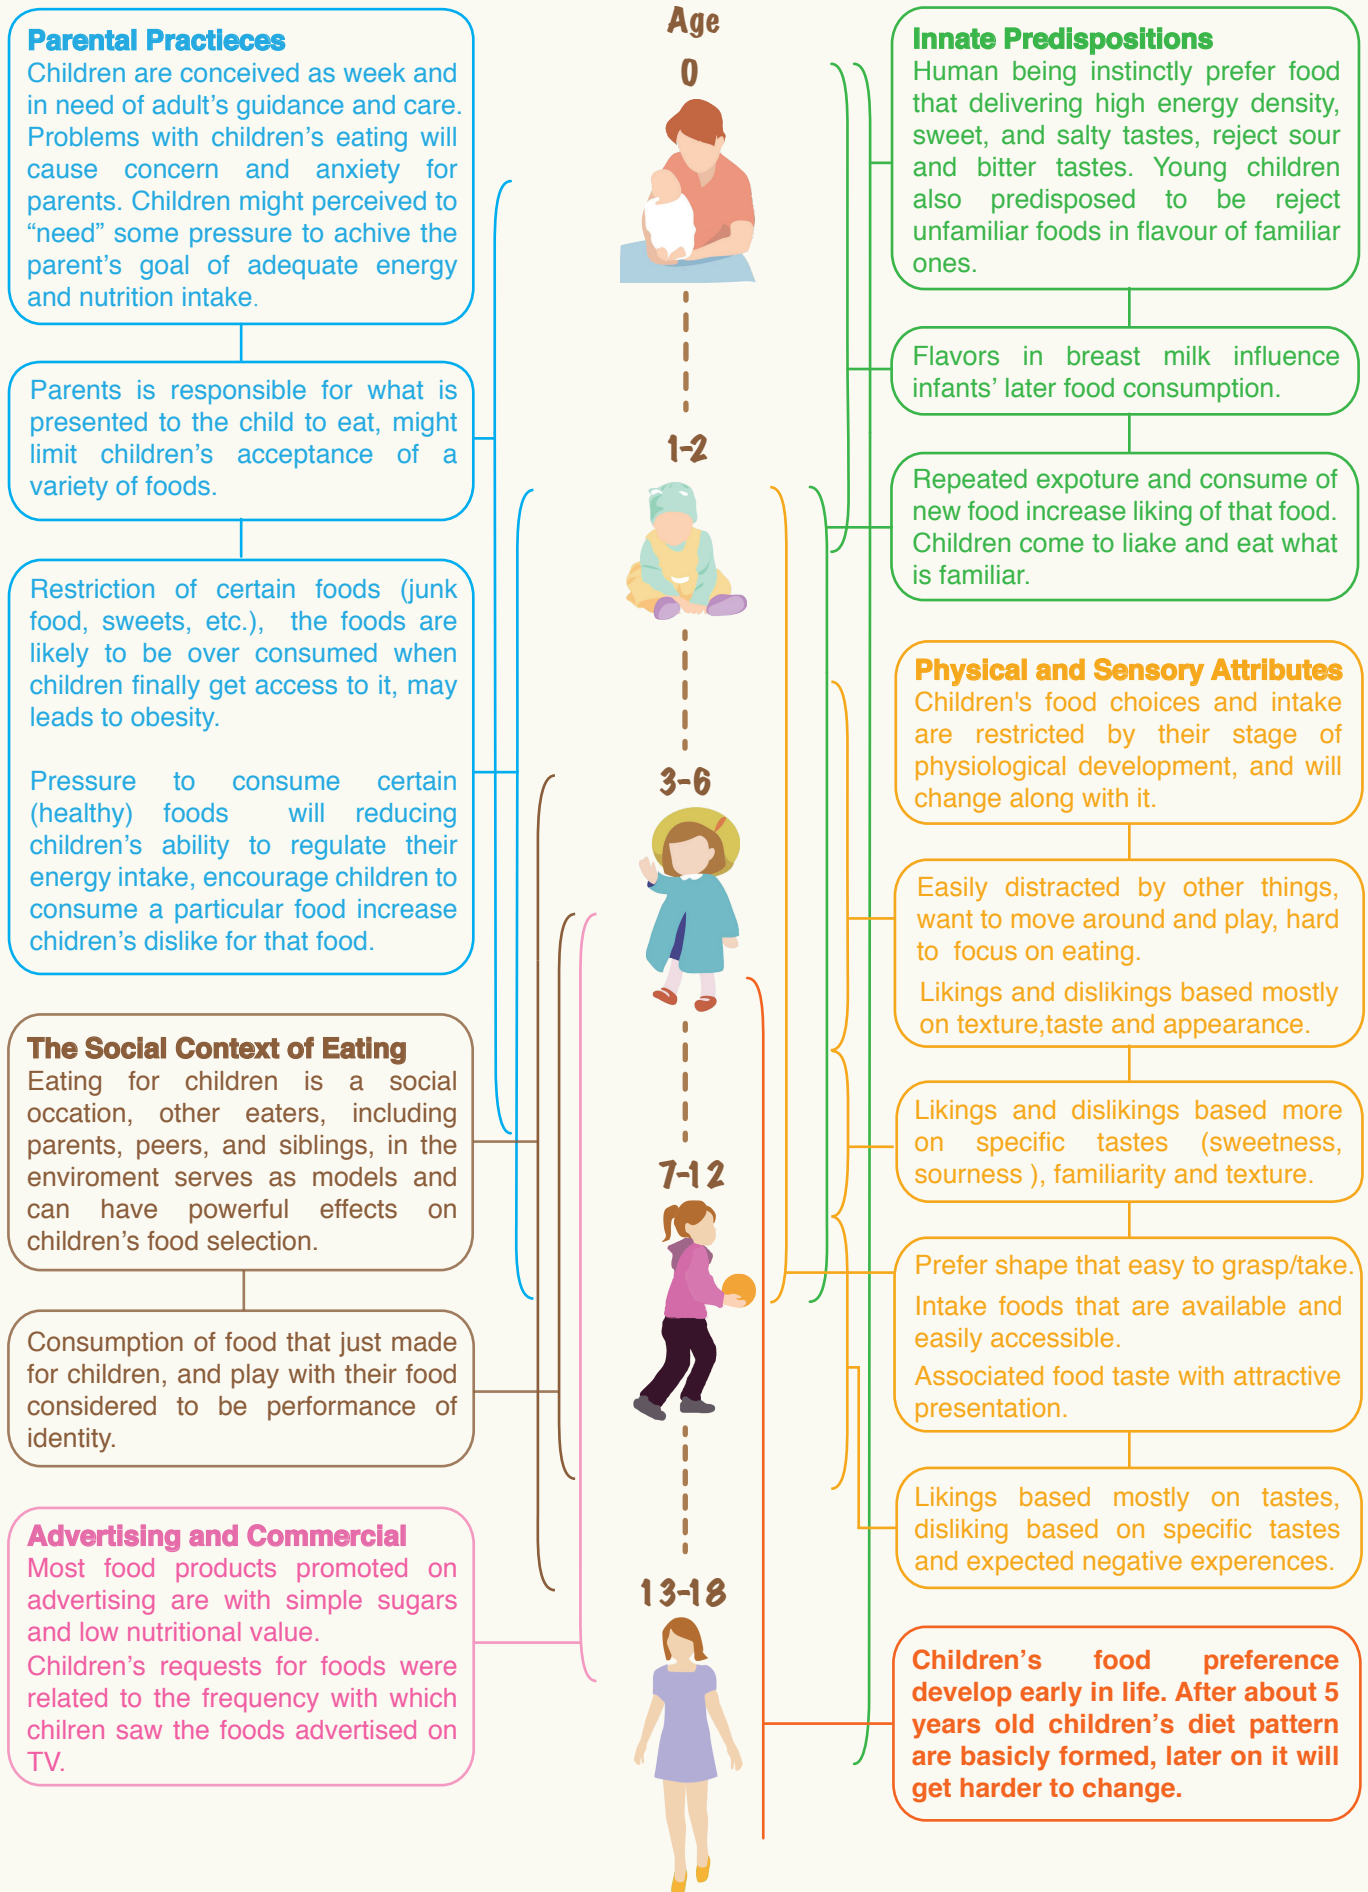 Parental Practieces
Children are conceived as week and
in need of adult's guidance and care.
Problems with children's eating will
cause concern and anxiety for
parents. Children might perceived to
“need” some pressure to achive the
parent's goal of adequate energy
and nutrition intake.
Parents is responsible for what is
presented to the child to eat, might
limit children's acceptance of a
variety of foods.
Restriction of certain foods (junk
food, sweets, etc.), the foods are
likely to be over consumed when
children finally get access to it, may
leads to obesity.
Pressure to consume certain
(healthy) foods will reducing
children's ability to regulate their
energy intake, encourage children to
consume a particular food increase
chidren's dislike for that food.
The Social Context of Eating
Eating for children is a social
occation, other eaters, including
parents, peers, and siblings, in the
enviroment serves as models and
can have powerful effects on
children's food selection.
Consumption of food that just made
for children, and play with their food
considered to be performance of
identity.
Advertising and Commercial
Most food products promoted on
advertising are with simple sugars
and low nutritional value.
Children's requests for foods were
related to the frequency with which
chilren saw the foods advertised on
TV.
Age
0
1-2
3-6
7-12
13-18
Innate Predispositions
Human being instinctly prefer food
that delivering high energy density,
sweet, and salty tastes, reject sour
and bitter tastes. Young children
also predisposed to be reject
unfamiliar foods in flavour of familiar
ones.
Flavors in breast milk influence
infants' later food consumption.
Repeated expoture and consume of
new food increase liking of that food.
Children come to liake and eat what
is familiar.
Physical and Sensory Attributes
Children's food choices and intake
are restricted by their stage of
physiological development, and will
change along with it.
Easily distracted by other things,
want to move around and play, hard
to focus on eating.
Likings and dislikings based mostly
on texture,taste and appearance.
Likings and dislikings based more
on specific tastes (sweetness,
sourness ), familiarity and texture.
Prefer shape that easy to grasp/take.
Intake foods that are available and
easily accessible.
Associated food taste with attractive
presentation.
Likings based mostly on tastes,
disliking based on specific tastes
and expected negative experences.
Children's food preference
develop early in life. After about 5
years old children's diet pattern
are basicly formed, later on it will
get harder to change.